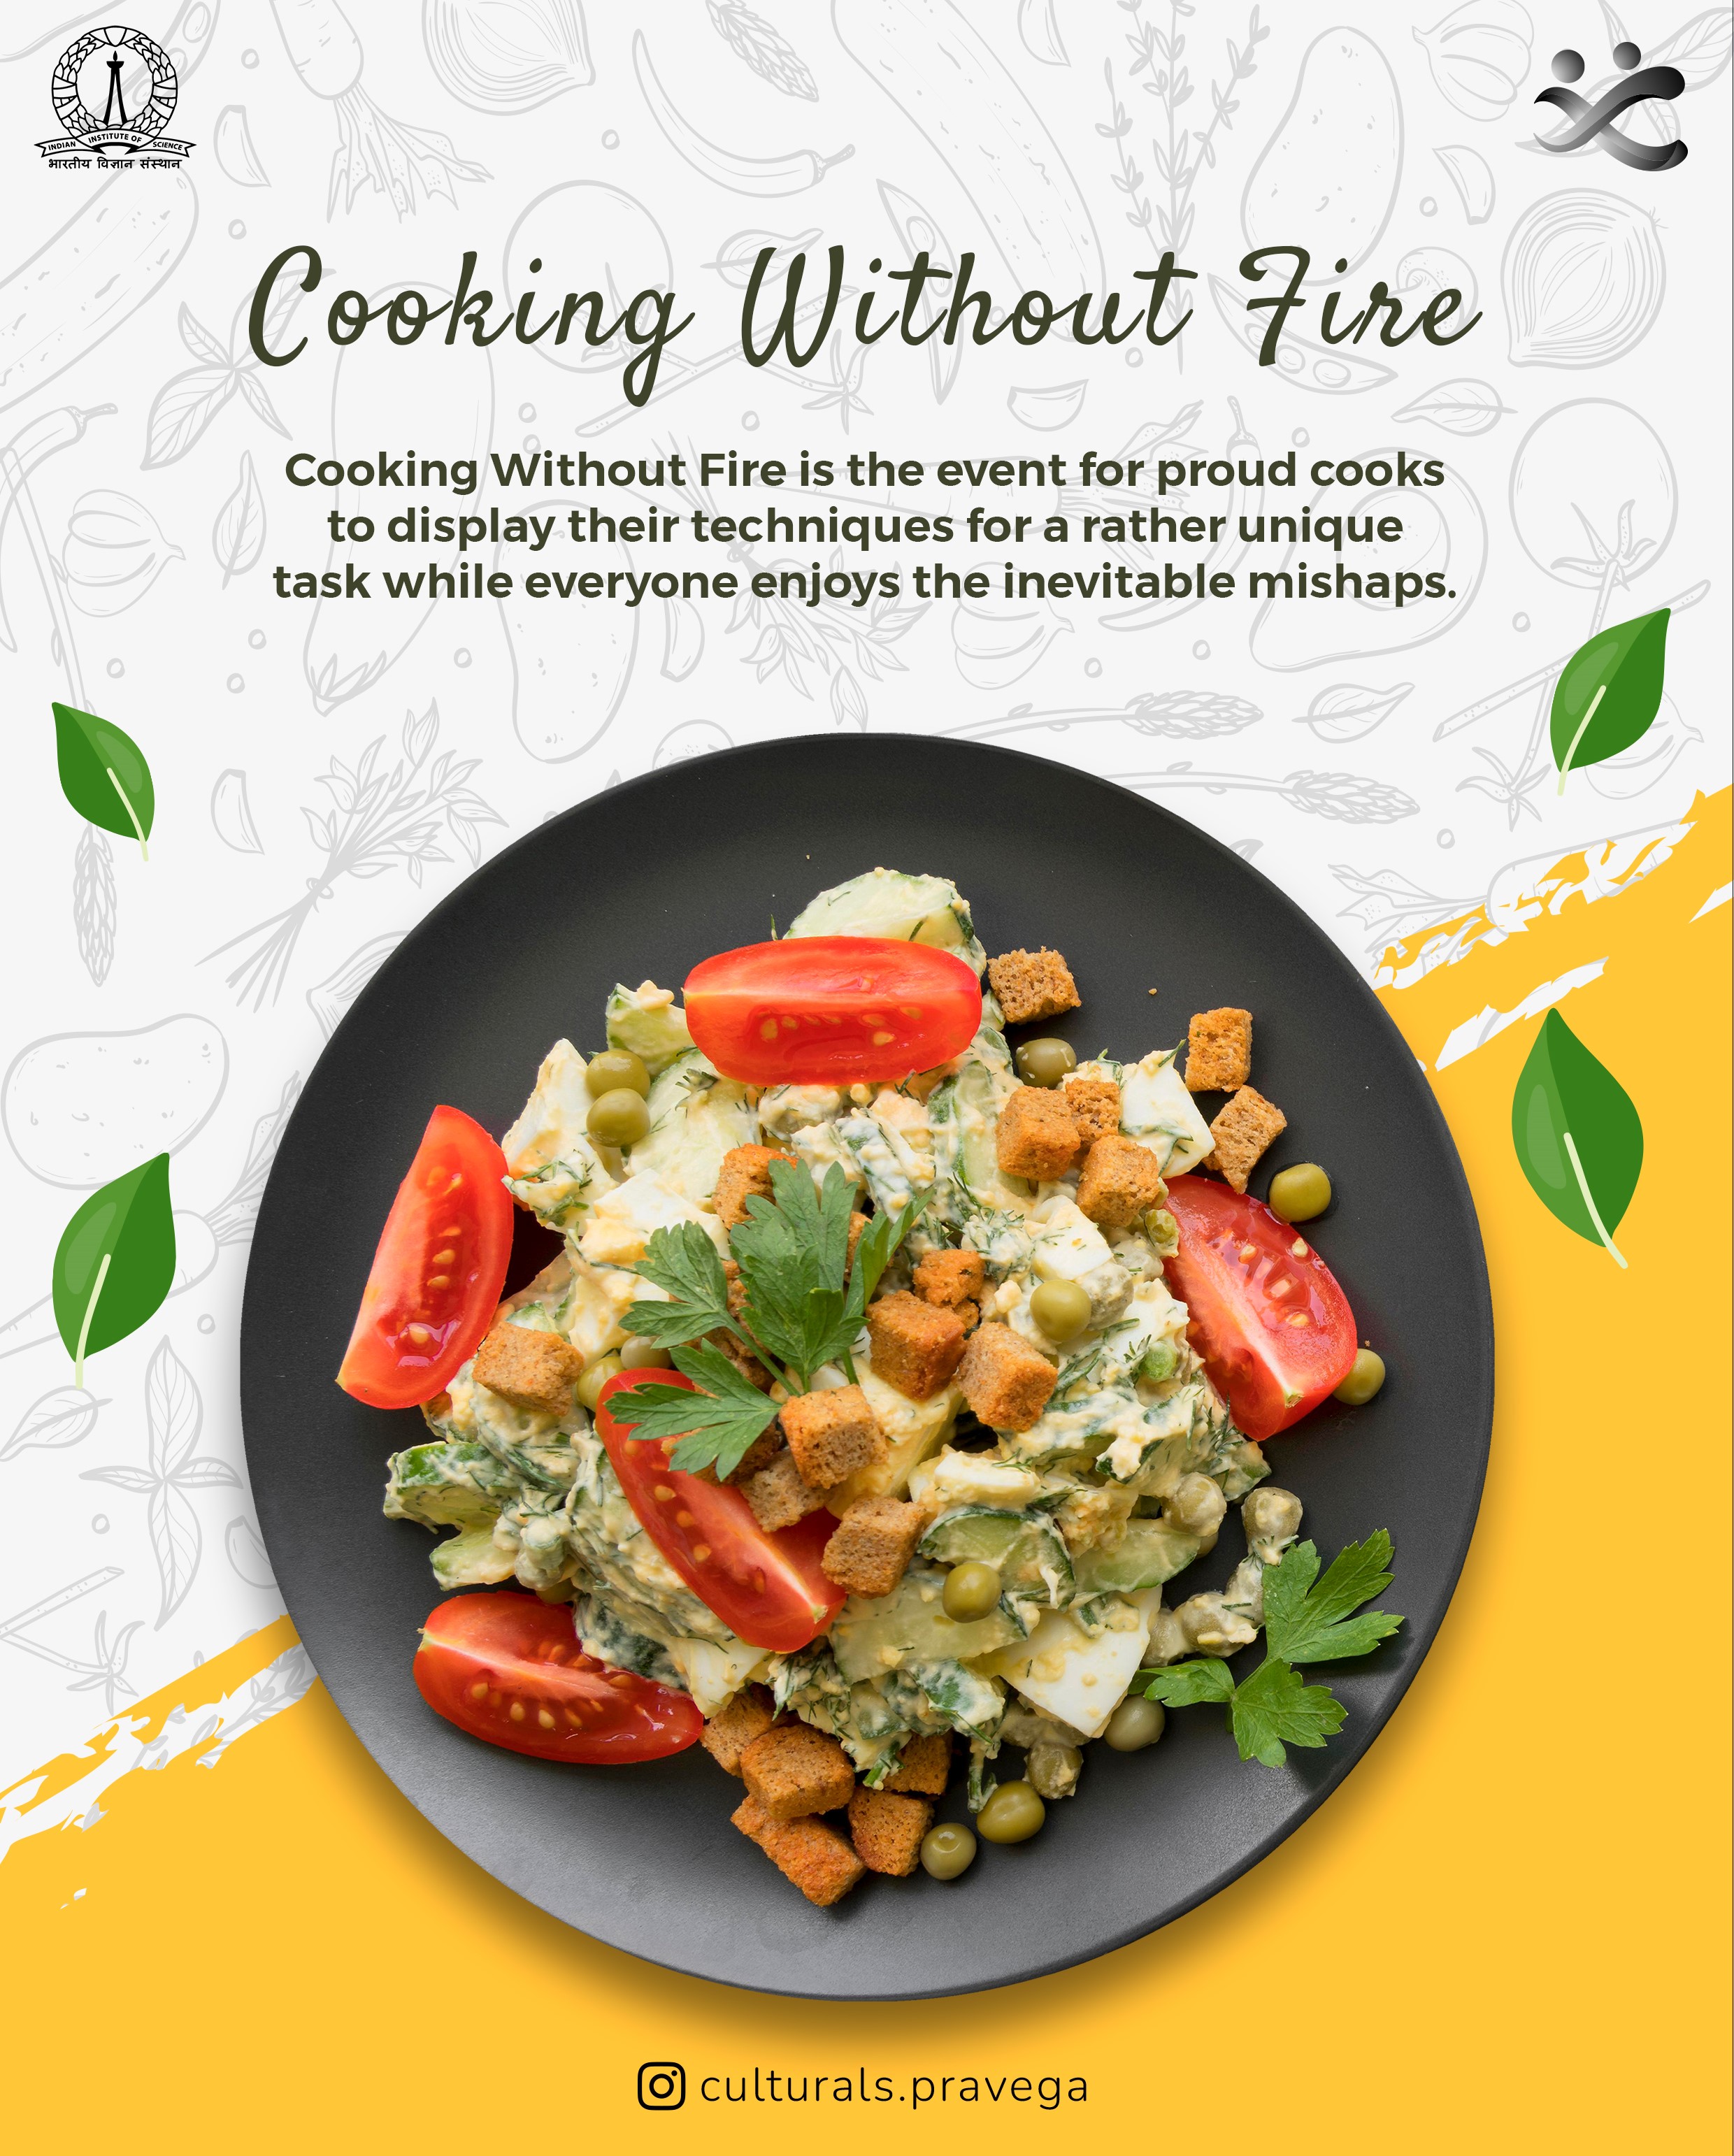 INDIAN INSTITUTE OF SCIENCE
भारतीय विज्ञान संस्थान
Cooking Without Fire
Cooking Without Fire is the event for proud cooks
to display their techniques for a rather unique
task while everyone enjoys the inevitable mishaps.
culturals.pravega